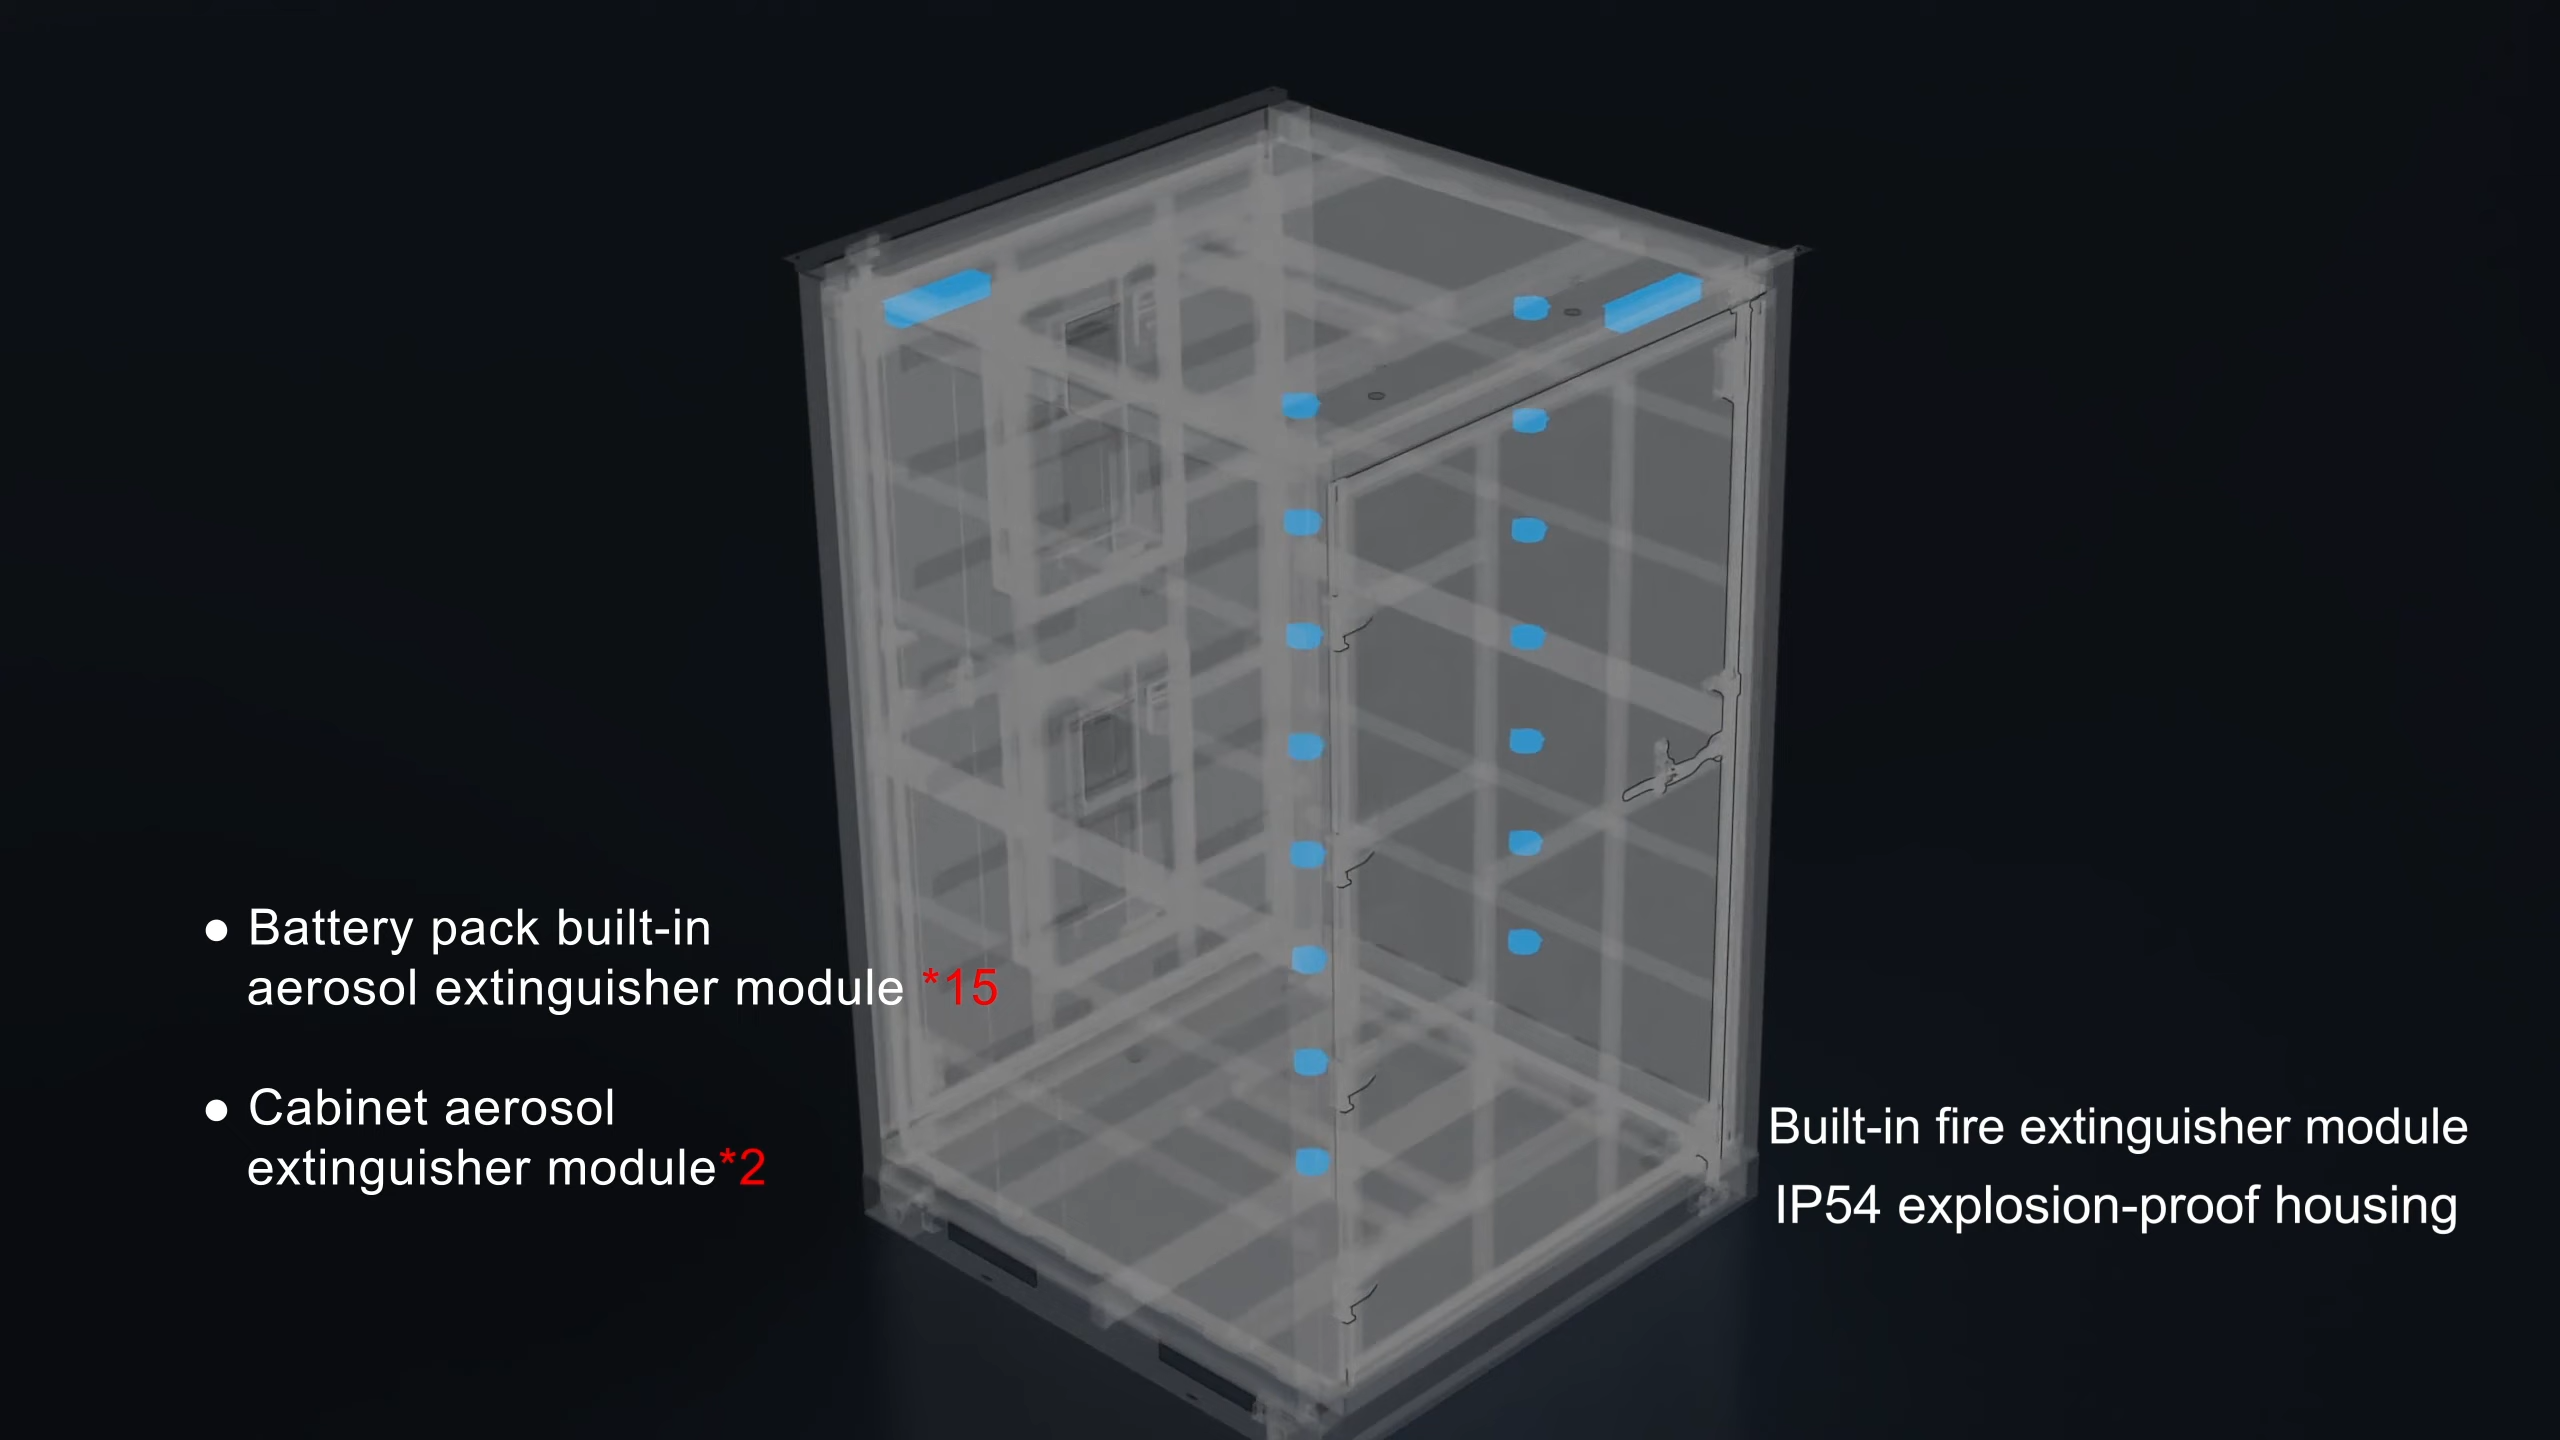 ● Battery pack built-in
aerosol extinguisher module *15
● Cabinet aerosol
extinguisher module*2
Built-in fire extinguisher module
IP54 explosion-proof housing